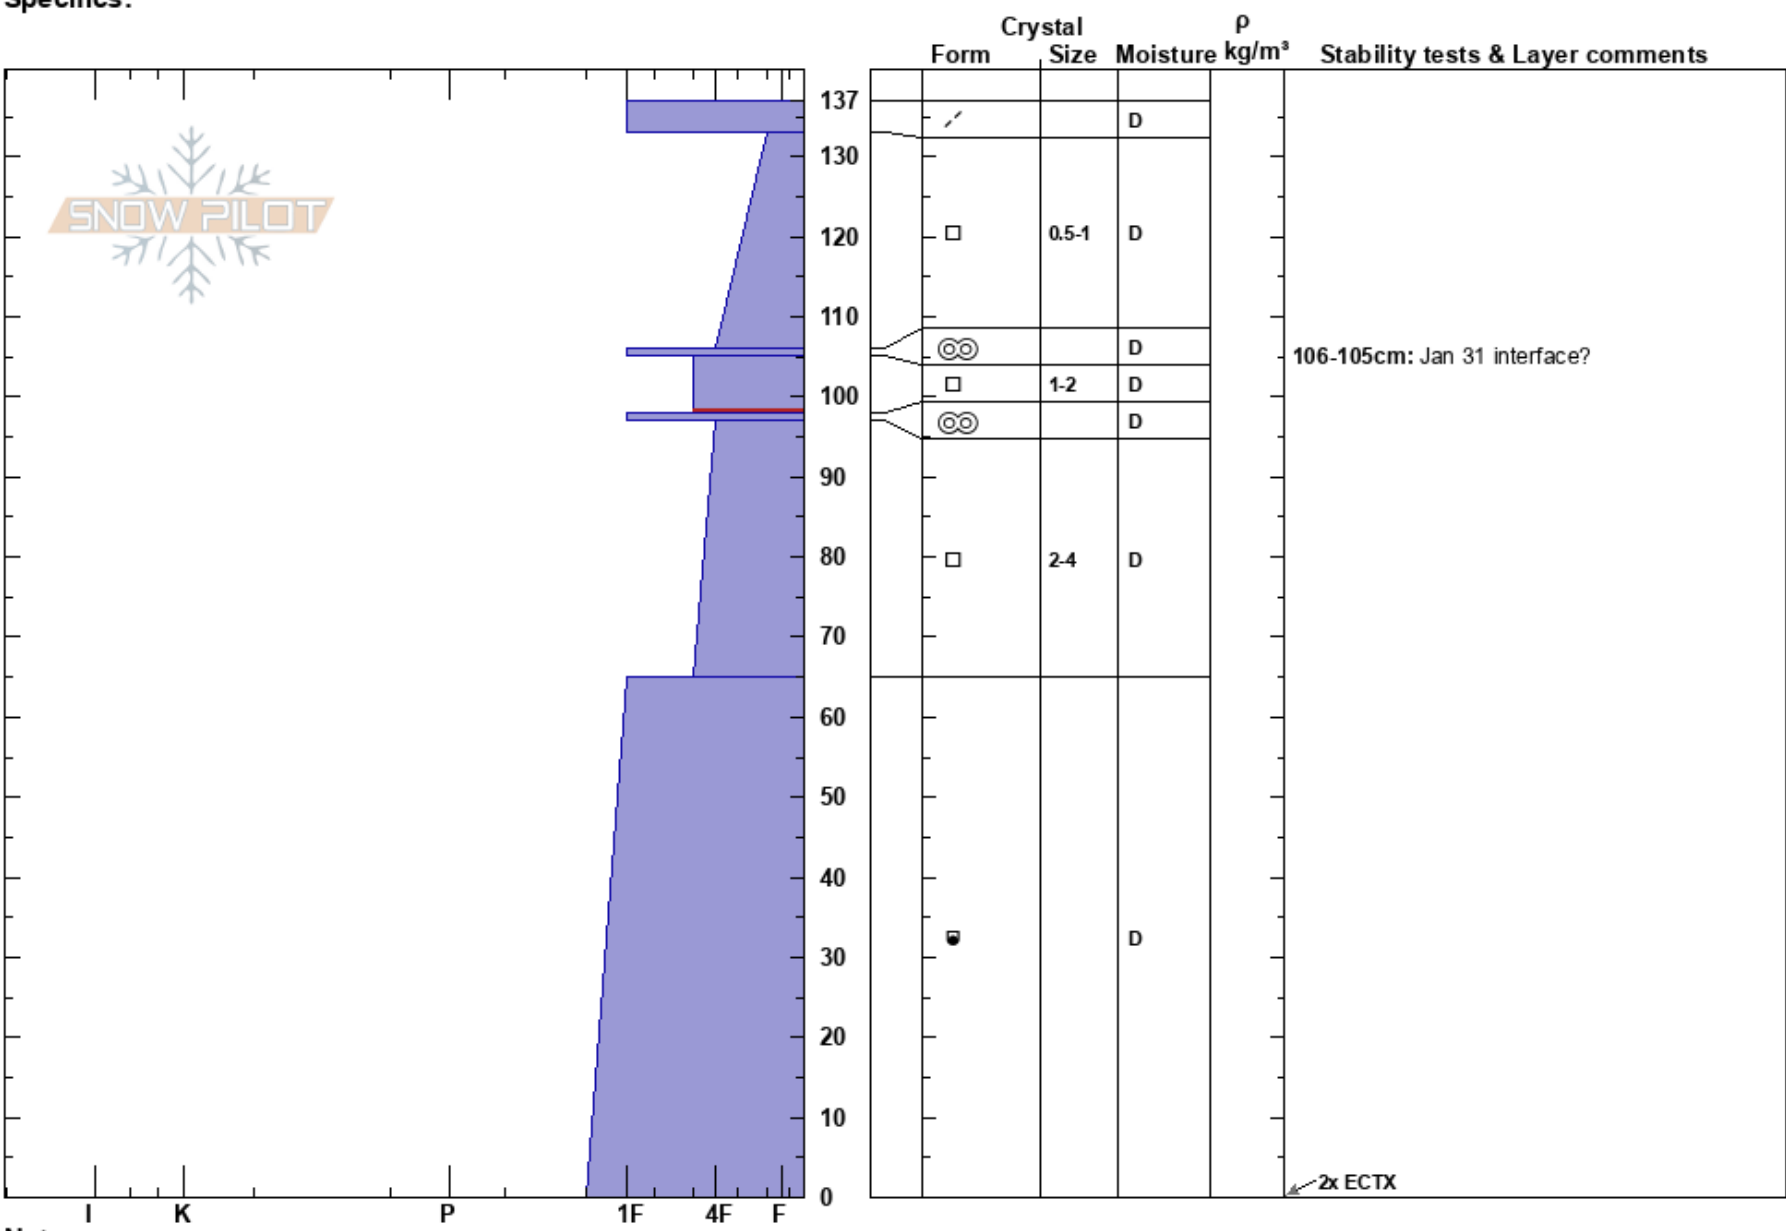 Specifics:
Crystal ρ
Form Size Moisture kg/m³ Stability tests & Layer comments
137
D
130
SNOW PILOT
120 0.5-1 D
110
D
106-105cm: Jan 31 interface?
1-2 D
100
D
90
80 2-4 D
70
60
50
40
D
30
20
10
2x ECTX
0
I K P 1F 4F F